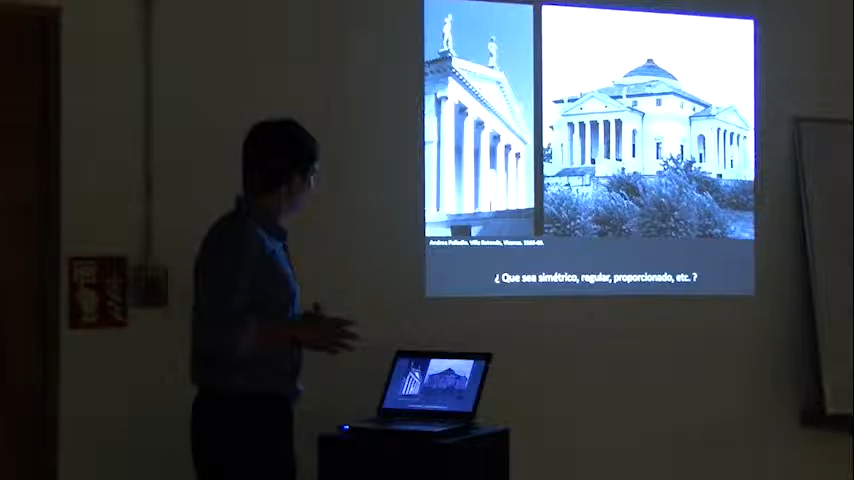 Andrea Palladio. Villa Rotonda, Vicenza. 1566-69.
¿ Que sea simétrico, regular, proporcionado, etc. ?